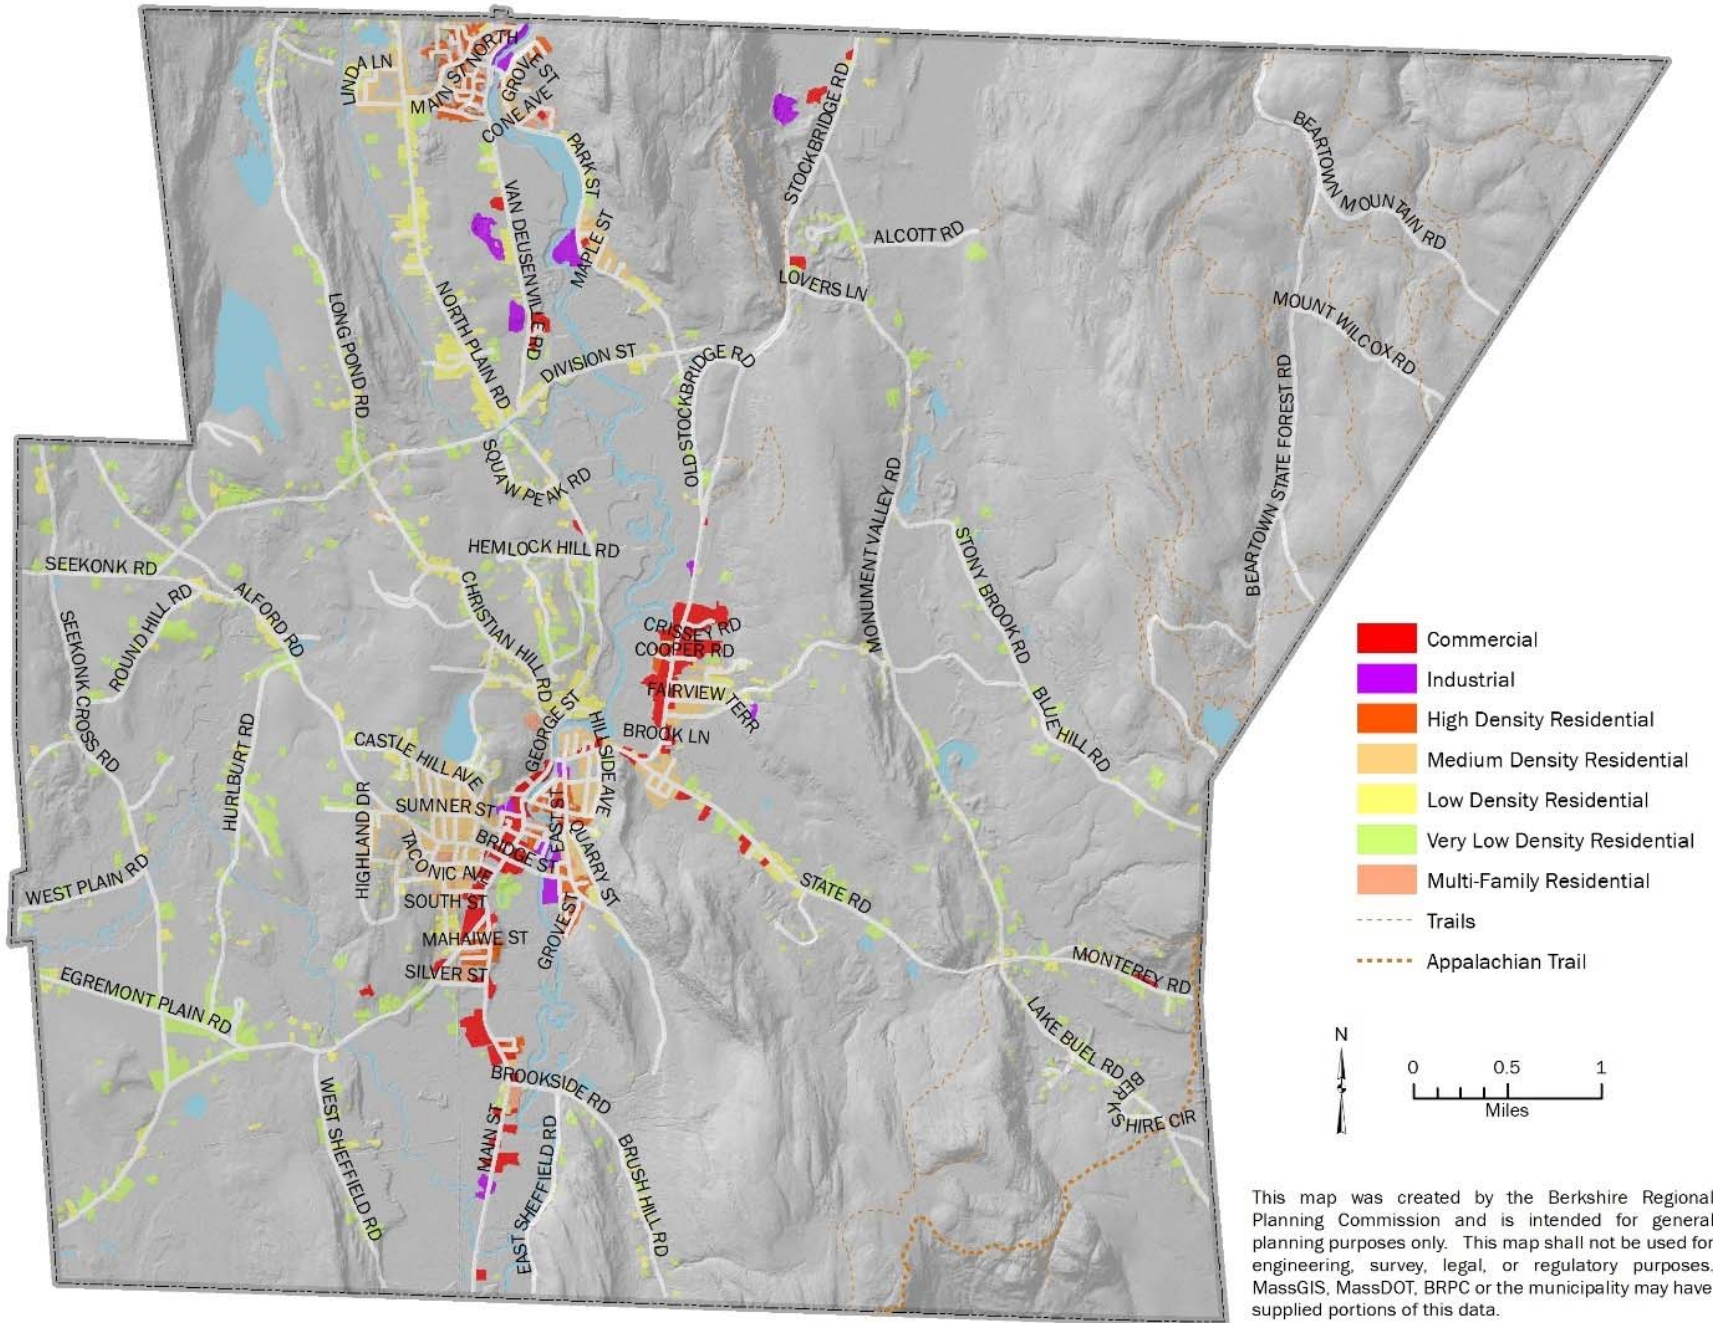 LINDA LN
MAIN ST NORTH
GROVE ST
CONE AVE
PARK ST
STOCKBRIDGE RD
BEARTOWN MOUNTAIN RD
VAN DEUSENVILLE RD
MAPLE ST
ALCOTT RD
LOVERS LN
LONG POND RD
NORTH PLAIN RD
MOUNT WILCOX RD
DIVISION ST
OLD STOCKBRIDGE RD
BEARTOWN STATE FOREST RD
SQUAW PEAK RD
MONUMENT VALLEY RD
HEMLOCK HILL RD
STONY BROOK RD
SEEKONK RD
ROUND HILL RD
ALFORD RD
CHRISTIAN HILL RD
CRISSEY RD
COOPER RD
SEEKONK CROSS RD
FAIRVIEW TERR
BLUE HILL RD
HURLBURT RD
GEORGE ST
HILLSIDE AVE
BROOK LN
CASTLE HILL AVE
HIGHLAND DR
SUMNER ST
EAST ST
QUARRY ST
TACONIC AVE
BRIDGE ST
WEST PLAIN RD
STATE RD
SOUTH ST
GROVE ST
MAHAIWE ST
SILVER ST
MONTEREY RD
EGREMONT PLAIN RD
LAKE BUEL RD
BERKSHIRE CIR
BROOKSIDE RD
WEST SHEFFIELD RD
MAIN ST
EAST SHEFFIELD RD
BRUSH HILL RD
Commercial
Industrial
High Density Residential
Medium Density Residential
Low Density Residential
Very Low Density Residential
Multi-Family Residential
Trails
Appalachian Trail
N
0 0.5 1
Miles
This map was created by the Berkshire Regional
Planning Commission and is intended for general
planning purposes only. This map shall not be used for
engineering, survey, legal, or regulatory purposes.
MassGIS, MassDOT, BRPC or the municipality may have
supplied portions of this data.